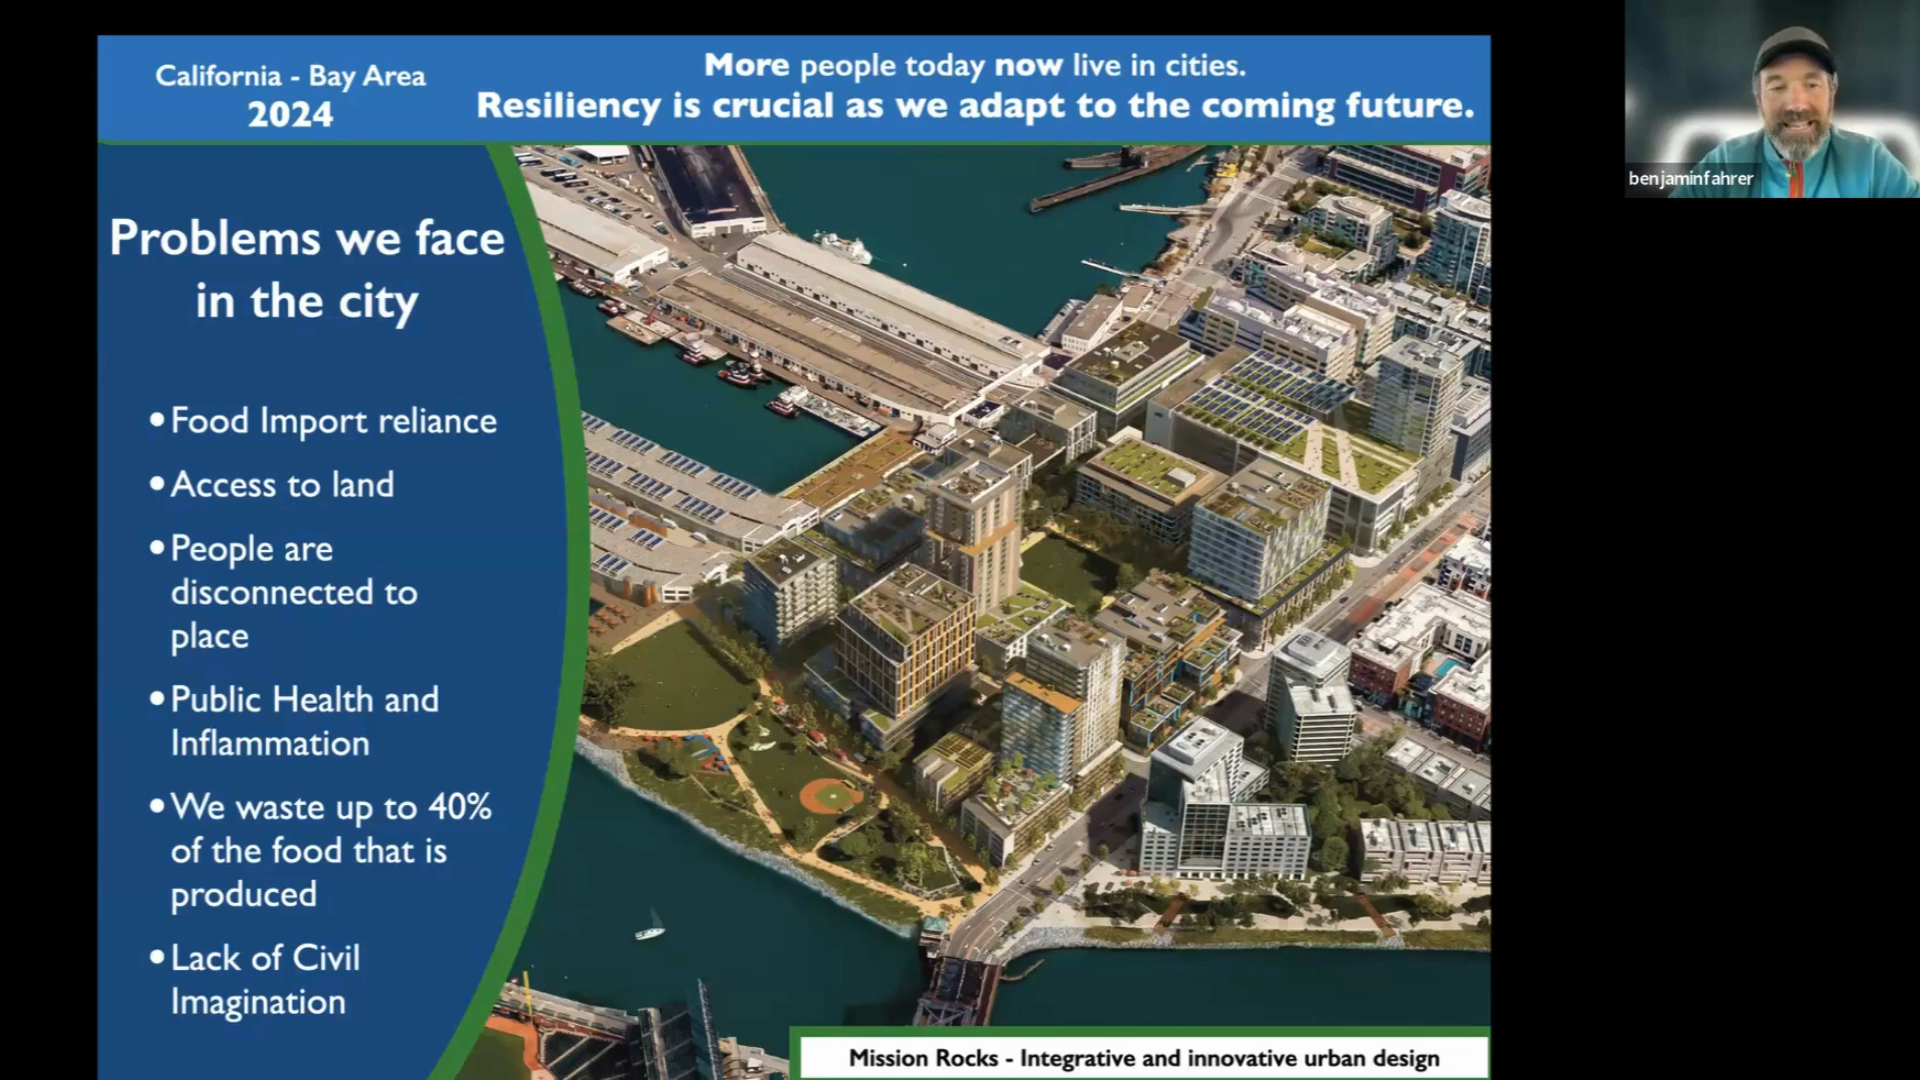 California - Bay Area
2024
More people today now live in cities.
Resiliency is crucial as we adapt to the coming future.
Problems we face
in the city
•Food Import reliance
•Access to land
•People are
disconnected to
place
•Public Health and
Inflammation
•We waste up to 40%
of the food that is
produced
•Lack of Civil
Imagination
Mission Rocks - Integrative and innovative urban design
benjaminfahrer